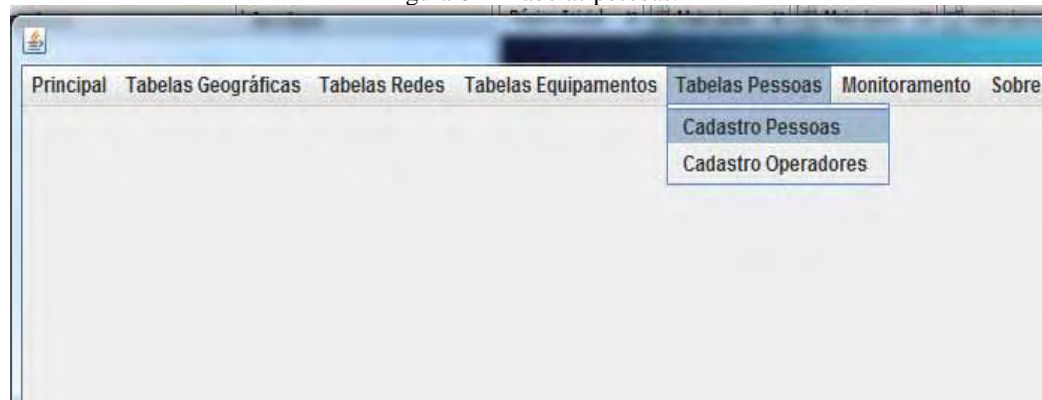 Principal Tabelas Geográficas Tabelas Redes Tabelas Equipamentos Tabelas Pessoas Monitoramento Sobre
Cadastro Pessoas
Cadastro Operadores